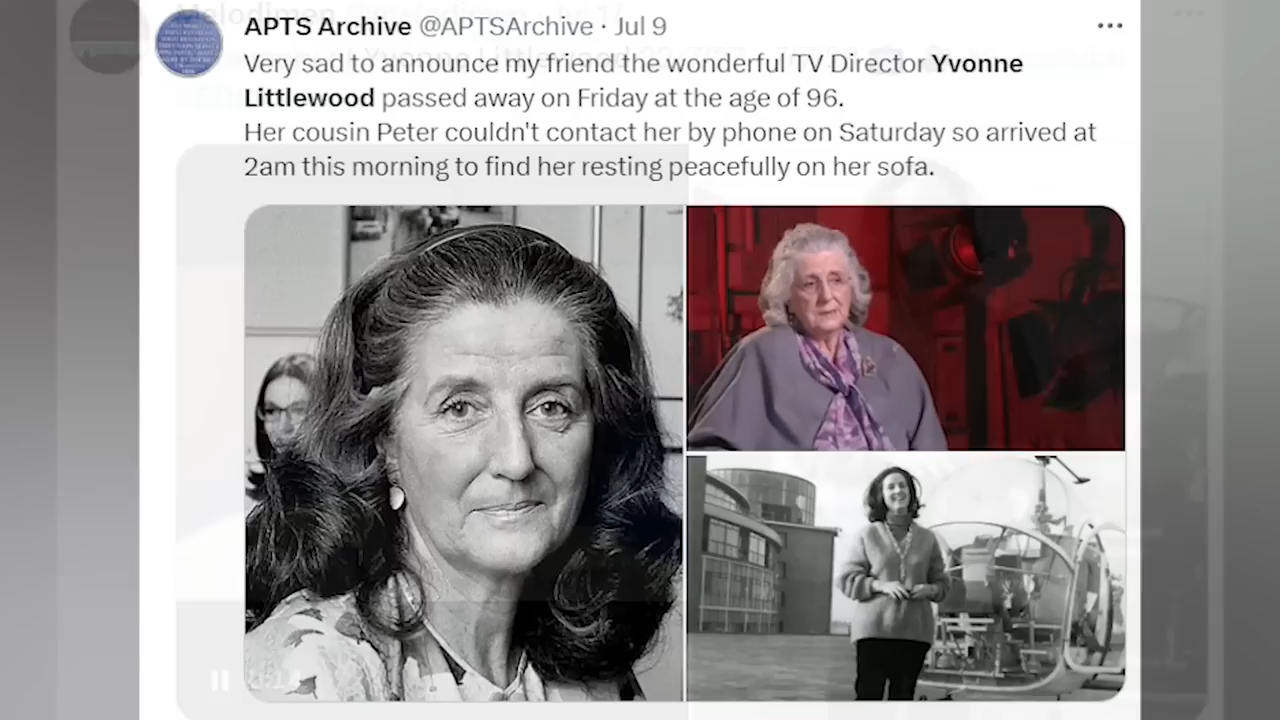 APTS Archive @APTSArchive · Jul 9
Very sad to announce my friend the wonderful TV Director Yvonne
Littlewood passed away on Friday at the age of 96.
Her cousin Peter couldn't contact her by phone on Saturday so arrived at
2am this morning to find her resting peacefully on her sofa.